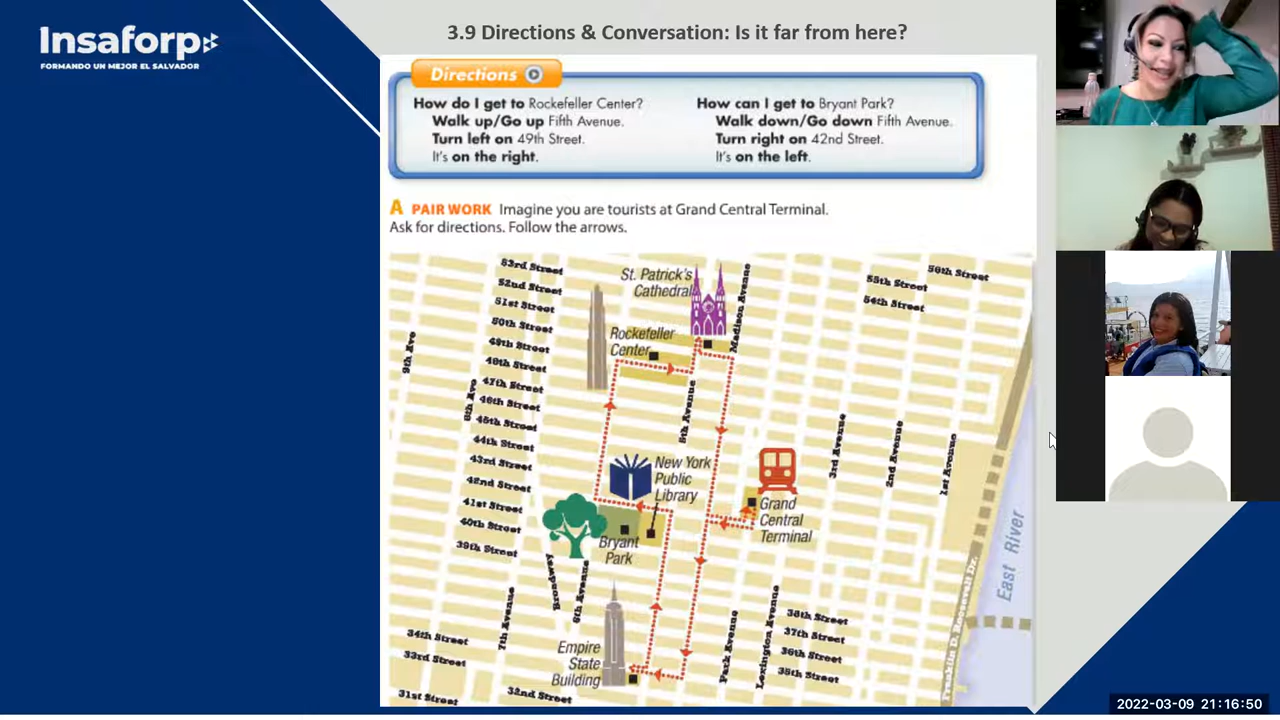 Insaforp
FORMANDO UN MEJOR EL SALVADOR
3.9 Directions & Conversation: Is it far from here?
Directions
How do I get to Rockefeller Center?
Walk up/Go up Fifth Avenue.
Turn left on 49th Street.
It's on the right.
How can I get to Bryant Park?
Walk down/Go down Fifth Avenue.
Turn right on 42nd Street.
It's on the left.
A PAIR WORK Imagine you are tourists at Grand Central Terminal.
Ask for directions. Follow the arrows.
53rd Street
52nd Street
51st Street
50th Street
49th Street
48th Street
47th Street
46th Street
45th Street
44th Street
43rd Street
42nd Street
41st Street
40th Street
39th Street
9th Ave
8th Ave
St. Patrick's
Cathedral
Madison Avenue
Rockefeller
Center
5th Avenue
56th Street
55th Street
54th Street
3rd Avenue
2nd Avenue
1st Avenue
New York
Public
Library
Grand
Central
Terminal
Bryant
Park
Broadway
6th Avenue
7th Avenue
Empire
State
Building
34th Street
33rd Street
31st Street
32nd Street
Park Avenue
Lexington Avenue
38th Street
37th Street
36th Street
35th Street
Franklin D. Roosevelt Dr.
East River
2022-03-09 21:16:50